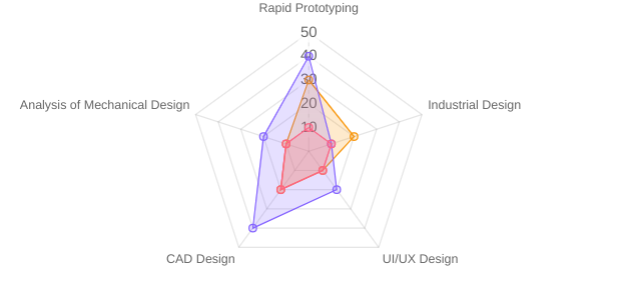 Rapid Prototyping
50
40
30
20
10
Analysis of Mechanical Design
Industrial Design
CAD Design
UI/UX Design